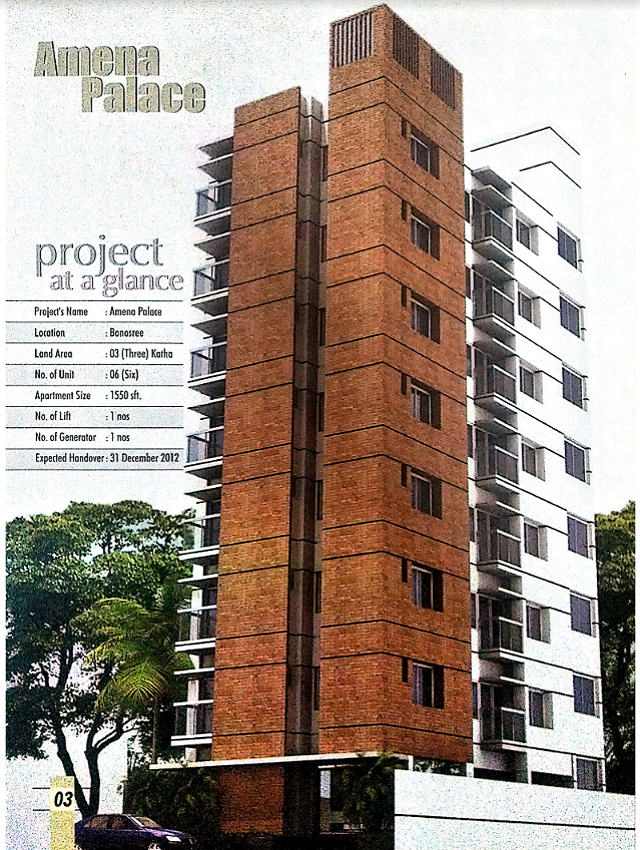 Amena
Palace
project
at a glance
Project's Name : Amena Palace
Location : Bonosree
Land Area : 03 (Three) Katha
No. of Unit : 06 (Six)
Apartment Size : 1550 sft.
No. of Lift : 1 nos
No. of Generator : 1 nos
Expected Handover : 31 December 2012
03